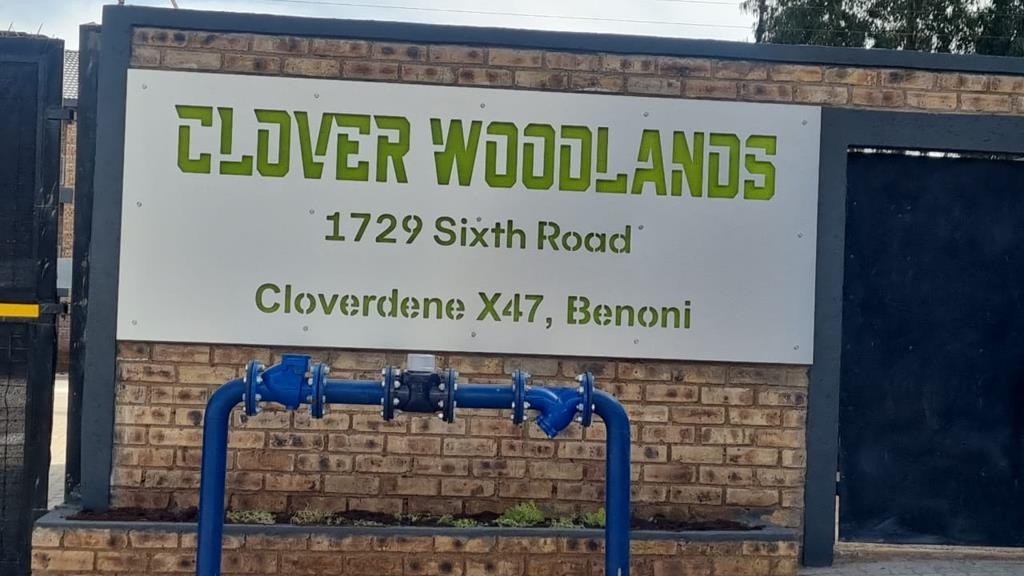 CLOVER WOODLANDS
1729 Sixth Road
Cloverdene X47, Benoni